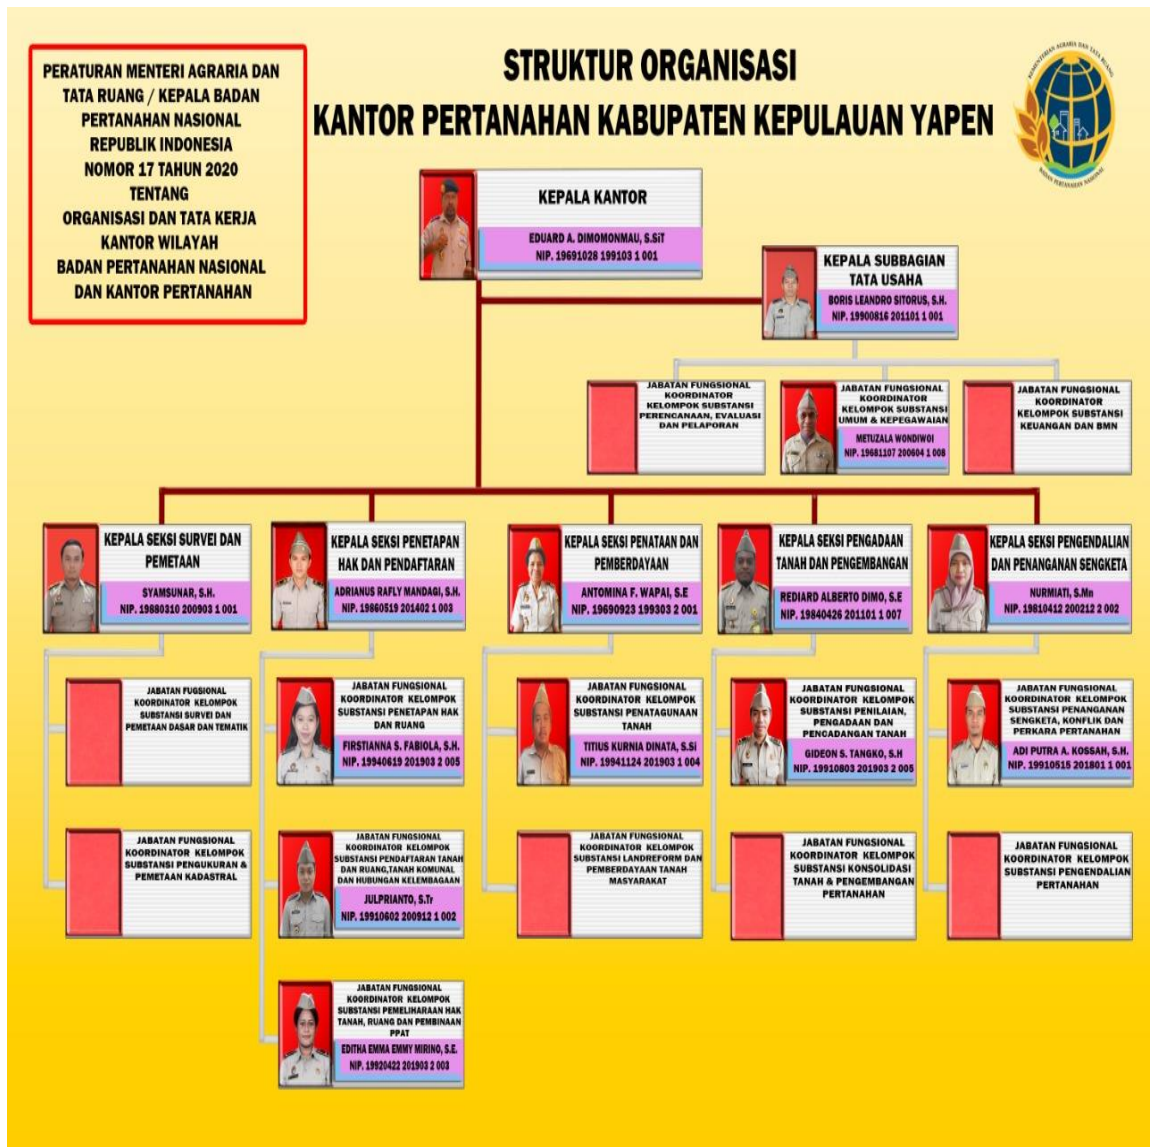 PERATURAN MENTERI AGRARIA DAN
TATA RUANG / KEPALA BADAN
PERTANAHAN NASIONAL
REPUBLIK INDONESIA
NOMOR 17 TAHUN 2020
TENTANG
ORGANISASI DAN TATA KERJA
KANTOR WILAYAH
BADAN PERTANAHAN NASIONAL
DAN KANTOR PERTANAHAN
STRUKTUR ORGANISASI
KANTOR PERTANAHAN KABUPATEN KEPULAUAN YAPEN
KEMENTERIAN AGRARIA DAN TATA RUANG
BADAN PERTANAHAN NASIONAL
KEPALA KANTOR
EDUARD A. DIMOMONMAU, S.SiT
NIP. 19691028 199103 1 001
KEPALA SUBBAGIAN
TATA USAHA
BORIS LEANDRO SITORUS, S.H.
NIP. 19900816 201101 1 001
JABATAN FUNGSIONAL
KOORDINATOR
KELOMPOK SUBSTANSI
PERENCANAAN, EVALUASI
DAN PELAPORAN
JABATAN FUNGSIONAL
KOORDINATOR
KELOMPOK SUBSTANSI
UMUM & KEPEGAWAIAN
METUZALA WONDIWOI
NIP. 19681107 200604 1 008
JABATAN FUNGSIONAL
KOORDINATOR
KELOMPOK SUBSTANSI
KEUANGAN DAN BMN
KEPALA SEKSI SURVEI DAN
PEMETAAN
SYAMSUNAR, S.H.
NIP. 19880310 200903 1 001
KEPALA SEKSI PENETAPAN
HAK DAN PENDAFTARAN
ADRIANUS RAFLY MANDAGI, S.H.
NIP. 19860519 201402 1 003
KEPALA SEKSI PENATAAN DAN
PEMBERDAYAAN
ANTOMINA F. WAPAI, S.E
NIP. 19690923 199303 2 001
KEPALA SEKSI PENGADAAN
TANAH DAN PENGEMBANGAN
REDIARD ALBERTO DIMO, S.E
NIP. 19840426 201101 1 007
KEPALA SEKSI PENGENDALIAN
DAN PENANGANAN SENGKETA
NURMIATI, S.Mn
NIP. 19810412 200212 2 002
JABATAN FUGSIONAL
KOORDINATOR KELOMPOK
SUBSTANSI SURVEI DAN
PEMETAAN DASAR DAN TEMATIK
JABATAN FUNGSIONAL
KOORDINATOR KELOMPOK
SUBSTANSI PENETAPAN HAK
DAN RUANG
FIRSTIANNA S. FABIOLA, S.H.
NIP. 19940619 201903 2 005
JABATAN FUNGSIONAL
KOORDINATOR KELOMPOK
SUBSTANSI PENATAGUNAAN
TANAH
TITIUS KURNIA DINATA, S.Si
NIP. 19941124 201903 1 004
JABATAN FUNGSIONAL
KOORDINATOR KELOMPOK
SUBSTANSI PENILAIAN,
PENGADAAN DAN
PENCADANGAN TANAH
GIDEON S. TANGKO, S.H
NIP. 19910803 201903 2 005
JABATAN FUNGSIONAL
KOORDINATOR KELOMPOK
SUBSTANSI PENANGANAN
SENGKETA, KONFLIK DAN
PERKARA PERTANAHAN
ADI PUTRA A. KOSSAH, S.H.
NIP. 19910515 201801 1 001
JABATAN FUNGSIONAL
KOORDINATOR KELOMPOK
SUBSTANSI PENGUKURAN &
PEMETAAN KADASTRAL
JABATAN FUNGSIONAL
KOORDINATOR KELOMPOK
SUBSTANSI PENDAFTARAN TANAH
DAN RUANG,TANAH KOMUNAL
DAN HUBUNGAN KELEMBAGAAN
JULPRIANTO, S.Tr
NIP. 19910602 200912 1 002
JABATAN FUNGSIONAL
KOORDINATOR KELOMPOK
SUBSTANSI LANDREFORM DAN
PEMBERDAYAAN TANAH
MASYARAKAT
JABATAN FUNGSIONAL
KOORDINATOR KELOMPOK
SUBSTANSI KONSOLIDASI
TANAH & PENGEMBANGAN
PERTANAHAN
JABATAN FUNGSIONAL
KOORDINATOR KELOMPOK
SUBSTANSI PENGENDALIAN
PERTANAHAN
JABATAN FUNGSIONAL
KOORDINATOR KELOMPOK
SUBSTANSI PEMELIHARAAN HAK
TANAH, RUANG DAN PEMBINAAN
PPAT
EDITHA EMMA EMMY MIRINO, S.E.
NIP. 19920422 201903 2 003